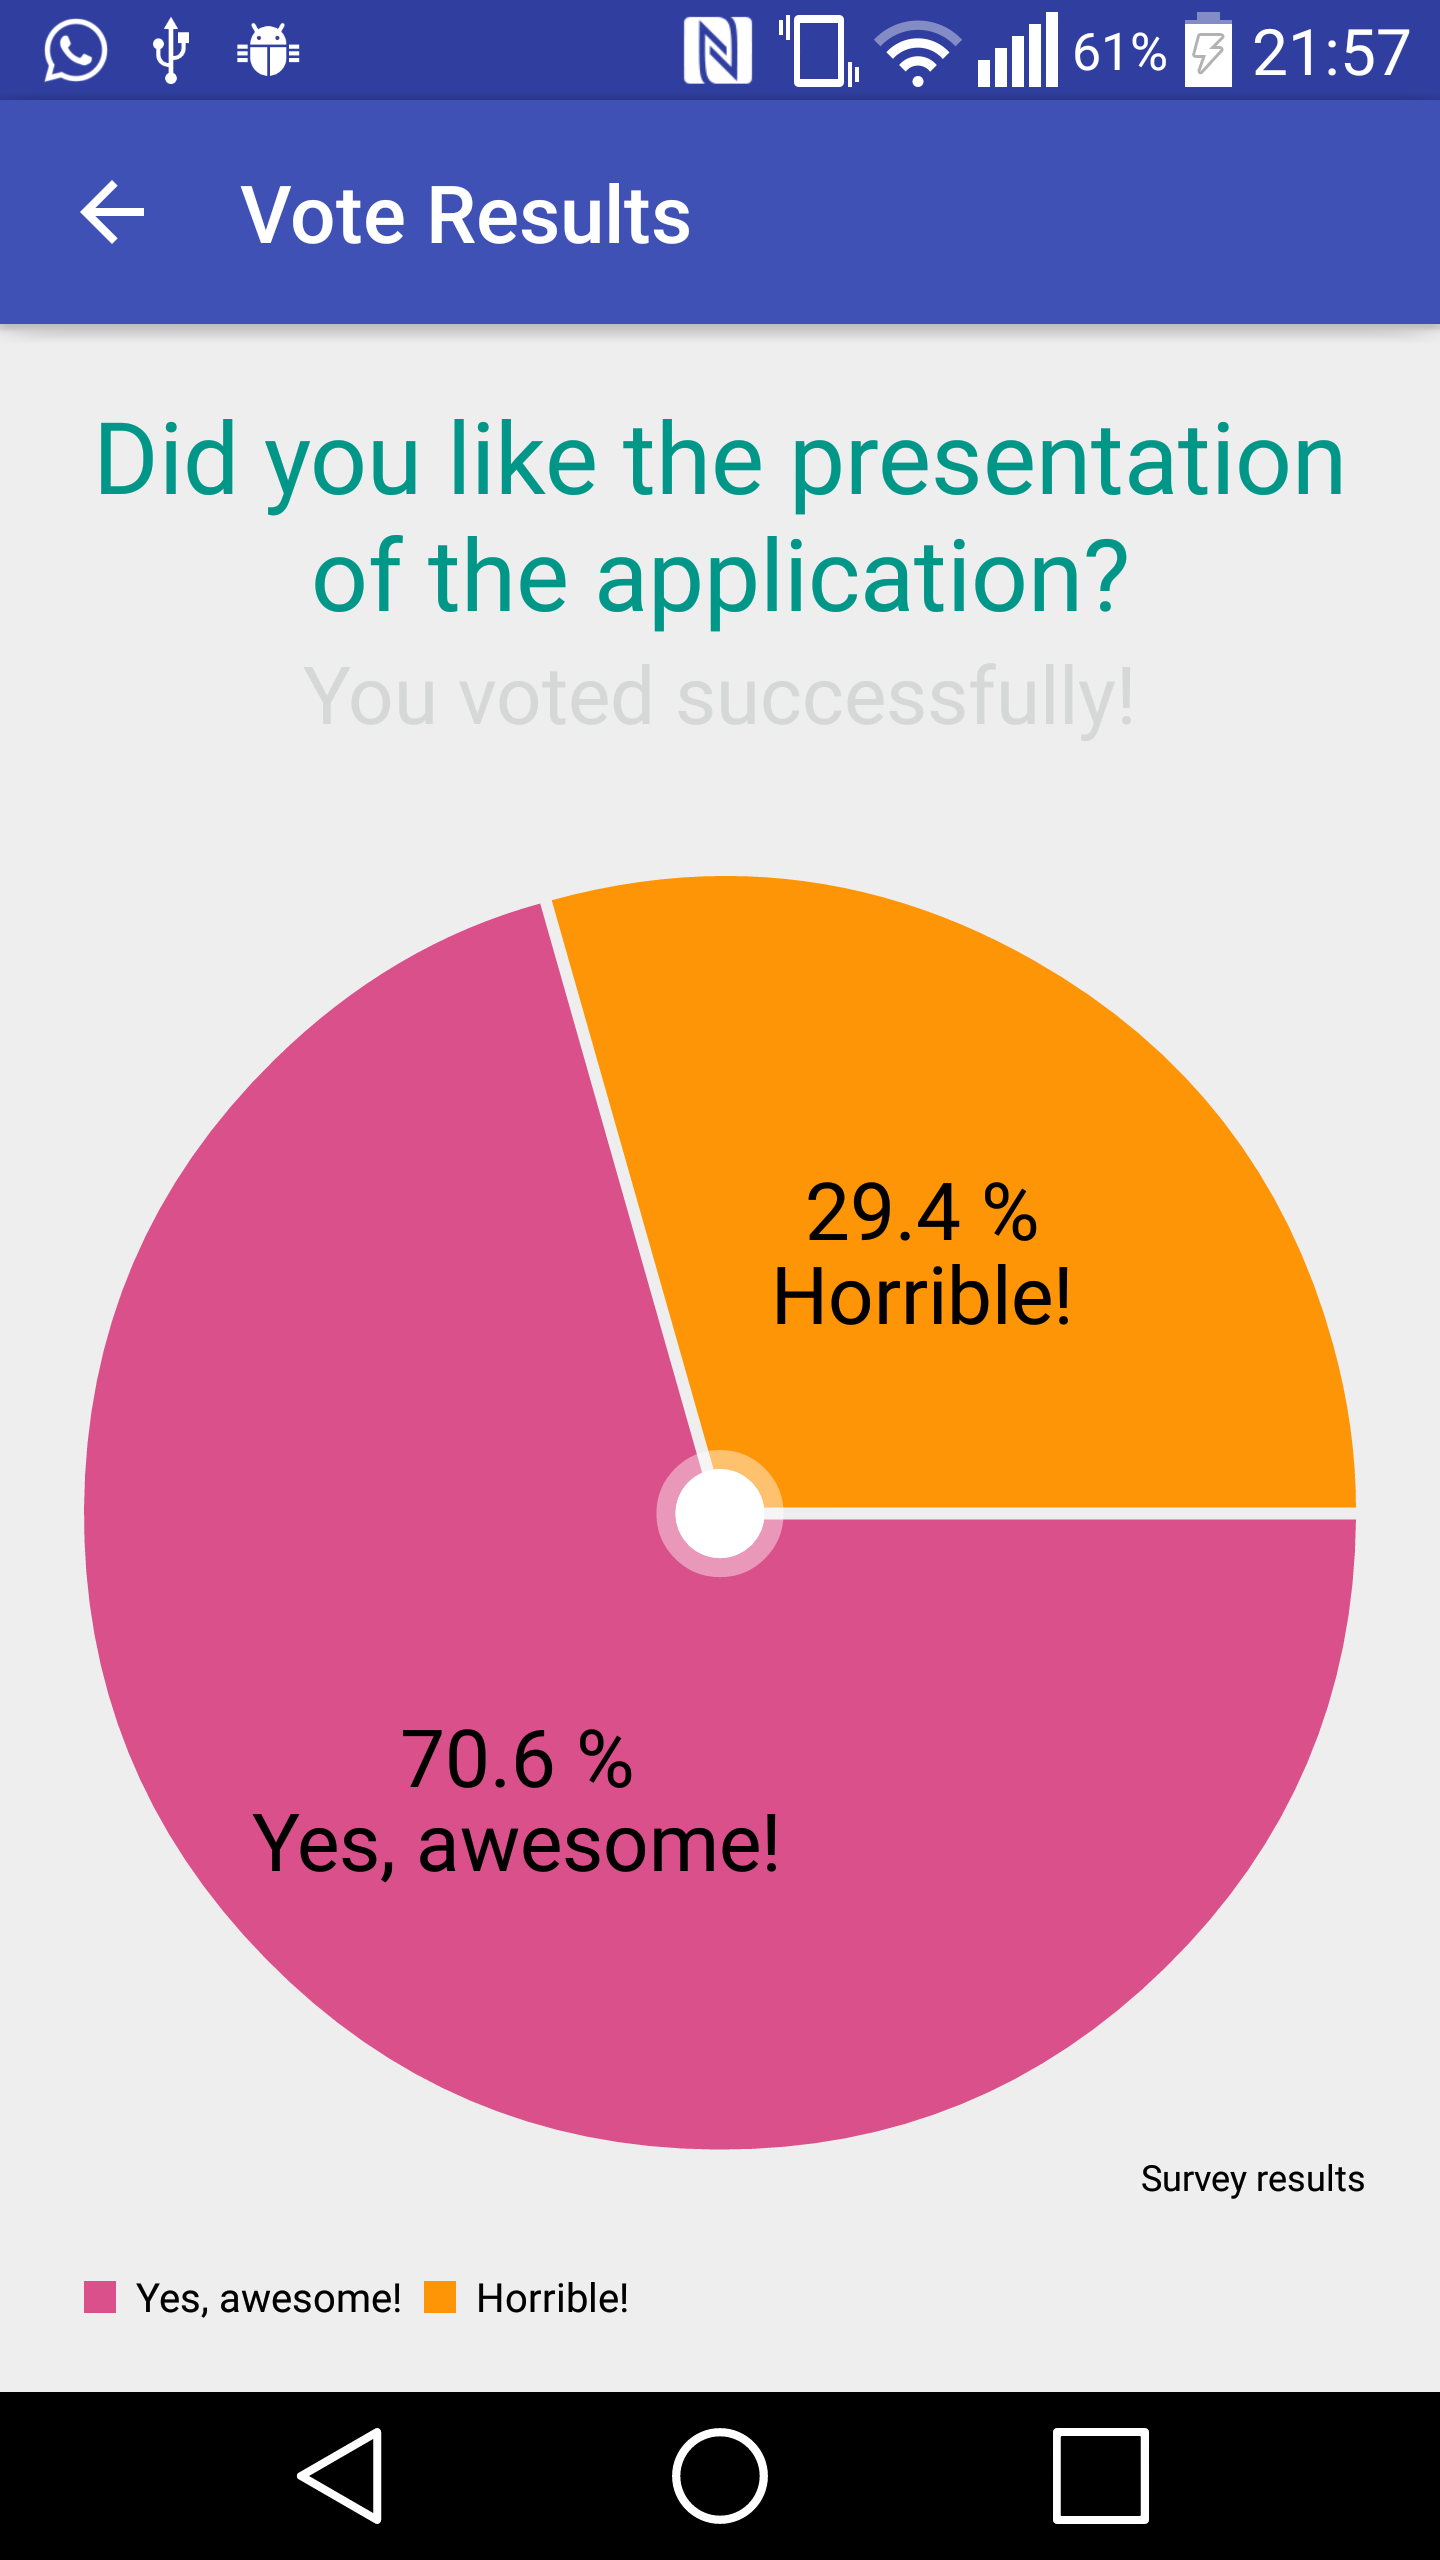 61% 21:57
Vote Results
Did you like the presentation
of the application?
You voted successfully!
29.4 %
Horrible!
70.6 %
Yes, awesome!
Survey results
Yes, awesome! Horrible!